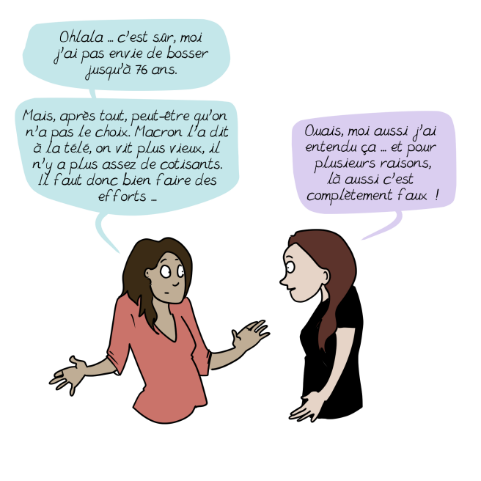 Ohlala ... c'est sûr, moi
j'ai pas envie de bosser
jusqu'à 76 ans.
Mais, après tout, peut-être qu'on
n'a pas le choix. Macron l'a dit
à la télé, on vit plus vieux, il
n'y a plus assez de cotisants.
Il faut donc bien faire des
efforts ...
Ouais, moi aussi j'ai
entendu ça ... et pour
plusieurs raisons,
là aussi c'est
complètement faux !